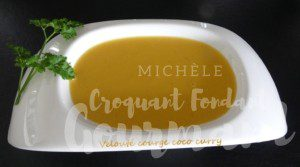 MICHÈLE
Croquant Fondant
Gourmand
Velouté courge coco curry